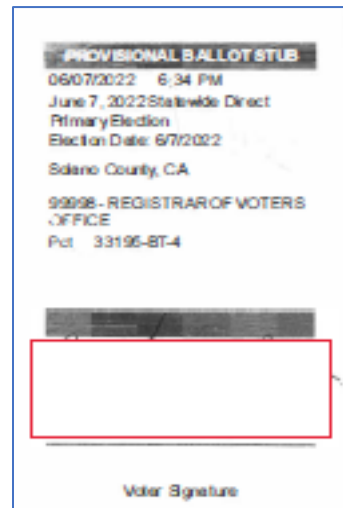 PROVISIONAL BALLOT STUB
06/07/2022 6:34 PM
June 7, 2022 Statewide Direct
Primary Election
Election Date: 6/7/2022
Solano County, CA
99998 - REGISTRAR OF VOTERS
OFFICE
Pct 33195-BT-4
Voter Signature